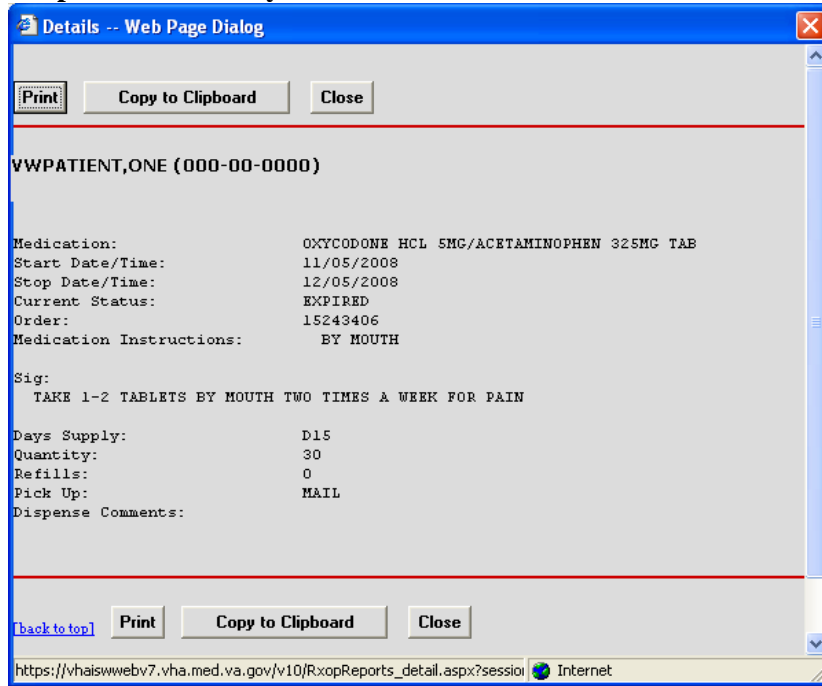 Details -- Web Page Dialog
Print Copy to Clipboard Close
VWPATIENT,ONE (000-00-0000)
Medication: OXYCODONE HCL 5MG/ACETAMINOPHEN 325MG TAB
Start Date/Time: 11/05/2008
Stop Date/Time: 12/05/2008
Current Status: EXPIRED
Order: 15243406
Medication Instructions: BY MOUTH
Sig:
TAKE 1-2 TABLETS BY MOUTH TWO TIMES A WEEK FOR PAIN
Days Supply: D15
Quantity: 30
Refills: 0
Pick Up: MAIL
Dispense Comments:
[back to top] Print Copy to Clipboard Close
https://vhaiswwebv7.vha.med.va.gov/v10/RxopReports_detail.aspx?session Internet